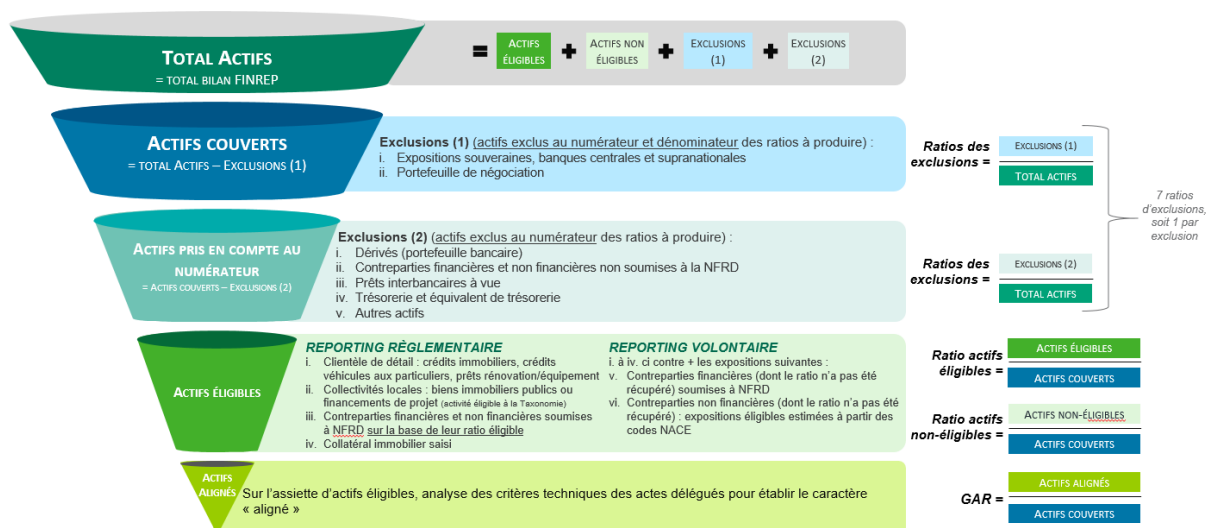 TOTAL ACTIFS
= TOTAL BILAN FINREP
=
ACTIFS
ÉLIGIBLES
+
ACTIFS NON
ÉLIGIBLES
+
EXCLUSIONS
(1)
+
EXCLUSIONS
(2)
ACTIFS COUVERTS
= TOTAL ACTIFS – EXCLUSIONS (1)
Exclusions (1) (actifs exclus au numérateur et dénominateur des ratios à produire) :
i. Expositions souveraines, banques centrales et supranationales
ii. Portefeuille de négociation
Ratios des
exclusions =
EXCLUSIONS (1)
TOTAL ACTIFS
7 ratios
d'exclusions,
soit 1 par
exclusion
ACTIFS PRIS EN COMPTE AU
NUMÉRATEUR
= ACTIFS COUVERTS – EXCLUSIONS (2)
Exclusions (2) (actifs exclus au numérateur des ratios à produire) :
i. Dérivés (portefeuille bancaire)
ii. Contreparties financières et non financières non soumises à la NFRD
iii. Prêts interbancaires à vue
iv. Trésorerie et équivalent de trésorerie
v. Autres actifs
Ratios des
exclusions =
EXCLUSIONS (2)
TOTAL ACTIFS
ACTIFS ÉLIGIBLES
REPORTING RÈGLEMENTAIRE
i. Clientèle de détail : crédits immobiliers, crédits
véhicules aux particuliers, prêts rénovation/équipement
ii. Collectivités locales : biens immobiliers publics ou
financements de projet (activité éligible à la Taxonomie)
iii. Contreparties financières et non financières soumises
à NFRD sur la base de leur ratio éligible
iv. Collatéral immobilier saisi
REPORTING VOLONTAIRE
i. à iv. ci contre + les expositions suivantes :
v. Contreparties financières (dont le ratio n'a pas été
récupéré) soumises à NFRD
vi. Contreparties non financières (dont le ratio n'a pas été
récupéré) : expositions éligibles estimées à partir des
codes NACE
Ratio actifs
éligibles =
ACTIFS ÉLIGIBLES
ACTIFS COUVERTS
Ratio actifs
non-éligibles =
ACTIFS NON-ÉLIGIBLES
ACTIFS COUVERTS
ACTIFS
ALIGNÉS
Sur l'assiette d'actifs éligibles, analyse des critères techniques des actes délégués pour établir le caractère
« aligné »
GAR =
ACTIFS ALIGNÉS
ACTIFS COUVERTS